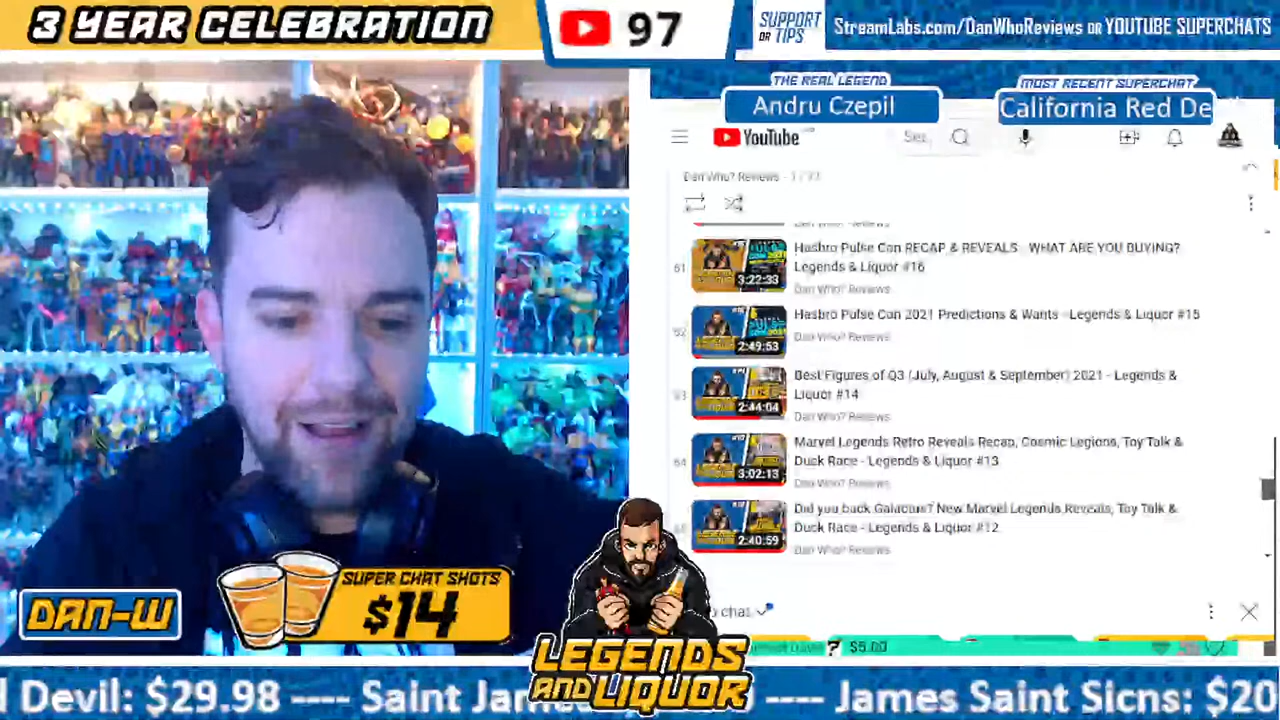 3 YEAR CELEBRATION
97
SUPPORT
OR TIPS
StreamLabs.com/DanWhoReviews OR YOUTUBE SUPERCHATS
THE REAL LEGEND
MOST RECENT SUPERCHAT
Andru Czepil
California Red De
YouTube
Dan Who? Reviews -
Hasbro Pulse Con RECAP & REVEALS - WHAT ARE YOU BUYING?
Legends & Liquor #16
3:22:33
Dan Who? Reviews
Hasbro Pulse Con 2021 Predictions & Wants - Legends & Liquor #15
Dan Who? Reviews
2:49:53
Best Figures of Q3 (July, August & September) 2021 - Legends &
Liquor #14
2:44:04
Dan Who? Reviews
Marvel Legends Retro Reveals Recap, Cosmic Legions, Toy Talk &
Duck Race - Legends & Liquor #13
3:02:13
Dan Who? Reviews
Did you back Galactus? New Marvel Legends Reveals, Toy Talk &
Duck Race - Legends & Liquor #12
2:40:59
Dan Who? Reviews
chat
DAN-W
SUPER CHAT SHOTS
$14
$5.00
LEGENDS
AND LIQUOR
Devil: $29.98 ---- Saint Jam ---- James Saint Sicns: $20